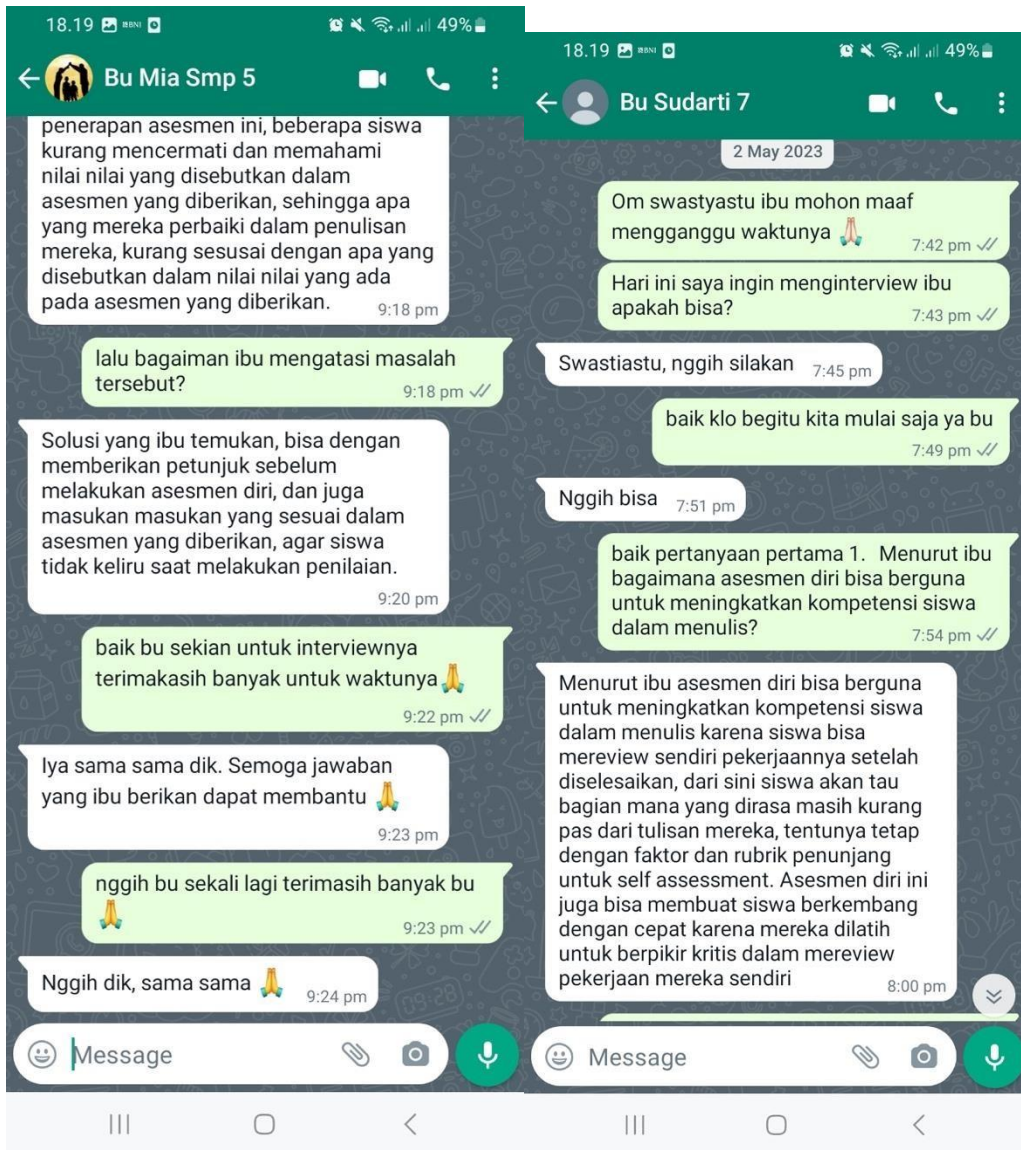 18.19
BNI
49%
Bu Mia Smp 5
penerapan asesmen ini, beberapa siswa
kurang mencermati dan memahami
nilai nilai yang disebutkan dalam
asesmen yang diberikan, sehingga apa
yang mereka perbaiki dalam penulisan
mereka, kurang sesusai dengan apa yang
disebutkan dalam nilai nilai yang ada
pada asesmen yang diberikan.
9:18 pm
lalu bagaiman ibu mengatasi masalah
tersebut?
9:18 pm
Solusi yang ibu temukan, bisa dengan
memberikan petunjuk sebelum
melakukan asesmen diri, dan juga
masukan masukan yang sesuai dalam
asesmen yang diberikan, agar siswa
tidak keliru saat melakukan penilaian.
9:20 pm
baik bu sekian untuk interviewnya
terimakasih banyak untuk waktunya🙏
9:22 pm
Iya sama sama dik. Semoga jawaban
yang ibu berikan dapat membantu 🙏
9:23 pm
nggih bu sekali lagi terimasih banyak bu
🙏
9:23 pm
Nggih dik, sama sama 🙏
9:24 pm
Message
18.19
BNI
49%
Bu Sudarti 7
2 May 2023
Om swastyastu ibu mohon maaf
mengganggu waktunya 🙏🏻
7:42 pm
Hari ini saya ingin menginterview ibu
apakah bisa?
7:43 pm
Swastiastu, nggih silakan
7:45 pm
baik klo begitu kita mulai saja ya bu
7:49 pm
Nggih bisa
7:51 pm
baik pertanyaan pertama 1. Menurut ibu
bagaimana asesmen diri bisa berguna
untuk meningkatkan kompetensi siswa
dalam menulis?
7:54 pm
Menurut ibu asesmen diri bisa berguna
untuk meningkatkan kompetensi siswa
dalam menulis karena siswa bisa
mereview sendiri pekerjaannya setelah
diselesaikan, dari sini siswa akan tau
bagian mana yang dirasa masih kurang
pas dari tulisan mereka, tentunya tetap
dengan faktor dan rubrik penunjang
untuk self assessment. Asesmen diri ini
juga bisa membuat siswa berkembang
dengan cepat karena mereka dilatih
untuk berpikir kritis dalam mereview
pekerjaan mereka sendiri
8:00 pm
Message